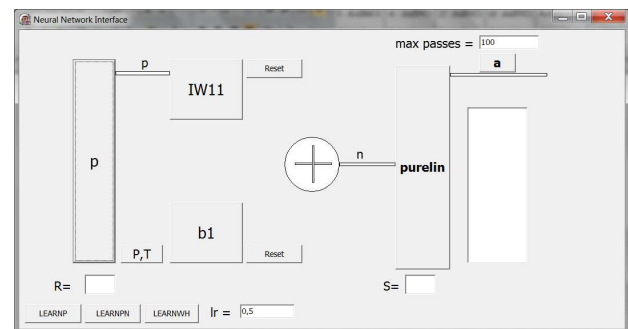 Neural Network Interface
max passes = 100
p
a
IW11
Reset
p
n
purelin
b1
P,T
Reset
R=
S=
LEARNP
LEARNPN
LEARNWH
lr = 0,5